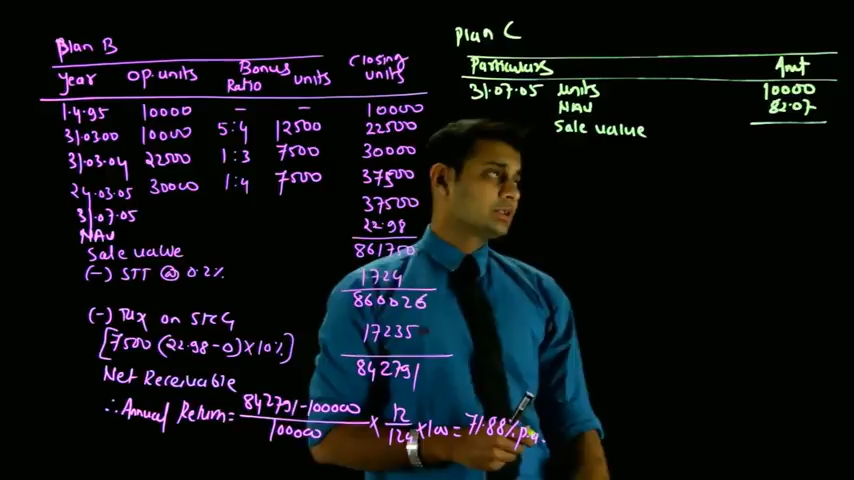 Plan B
Year Op. units Bonus Closing units
Ratio units
1.4.95 10000 - - 10000
31.03.00 10000 5:4 12500 22500
31.03.04 22500 1:3 7500 30000
24.03.05 30000 1:4 7500 37500
31.07.05 37500
NAV 22.98
Sale value 861750
(-) STT @ 0.2% 1724
860026
(-) Tax on STCG
[7500 (22.98-0) x 10%] 17235
Net Receivable 842791
∴ Annual Return = 842791-100000 / 100000 x 12 / 124 x 100 = 71.88% p.a.
Plan C
Particulars Amt
31.07.05 units 10000
NAV 82.07
Sale value